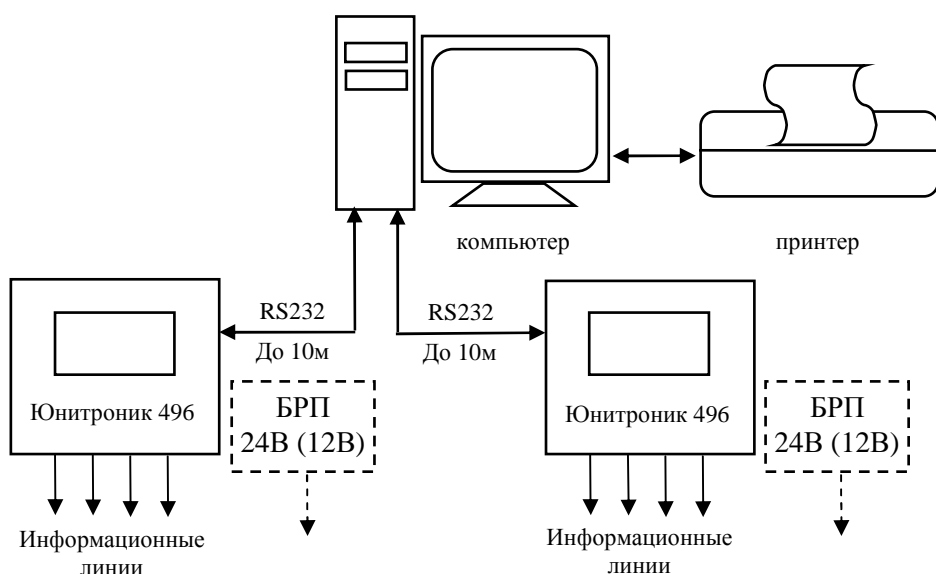 компьютер
принтер
RS232
До 10м
RS232
До 10м
Юнитроник 496
БРП
24В (12В)
Юнитроник 496
БРП
24В (12В)
Информационные
линии
Информационные
линии